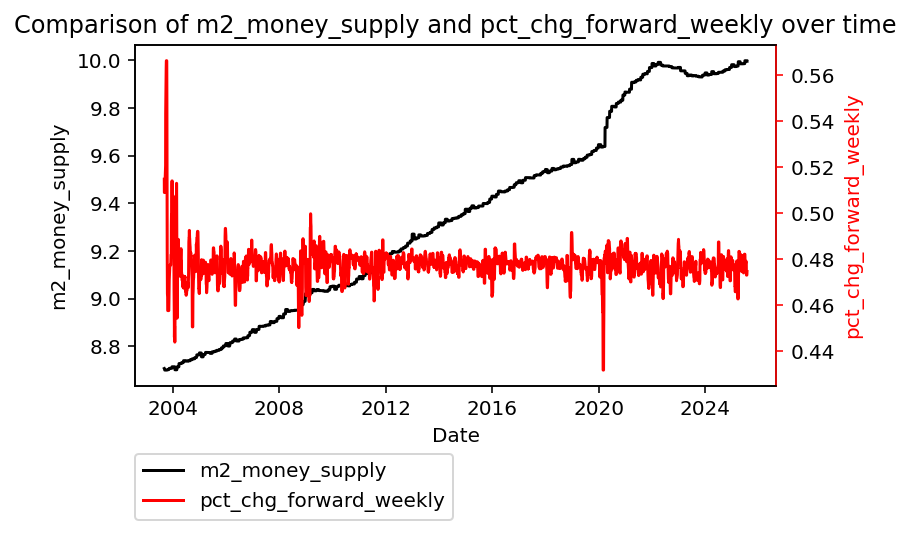 Comparison of m2_money_supply and pct_chg_forward_weekly over time
m2_money_supply
10.0
9.8
9.6
9.4
9.2
9.0
8.8
0.56
0.54
0.52
0.50
0.48
0.46
0.44
pct_chg_forward_weekly
2004 2008 2012 2016 2020 2024
Date
m2_money_supply
pct_chg_forward_weekly